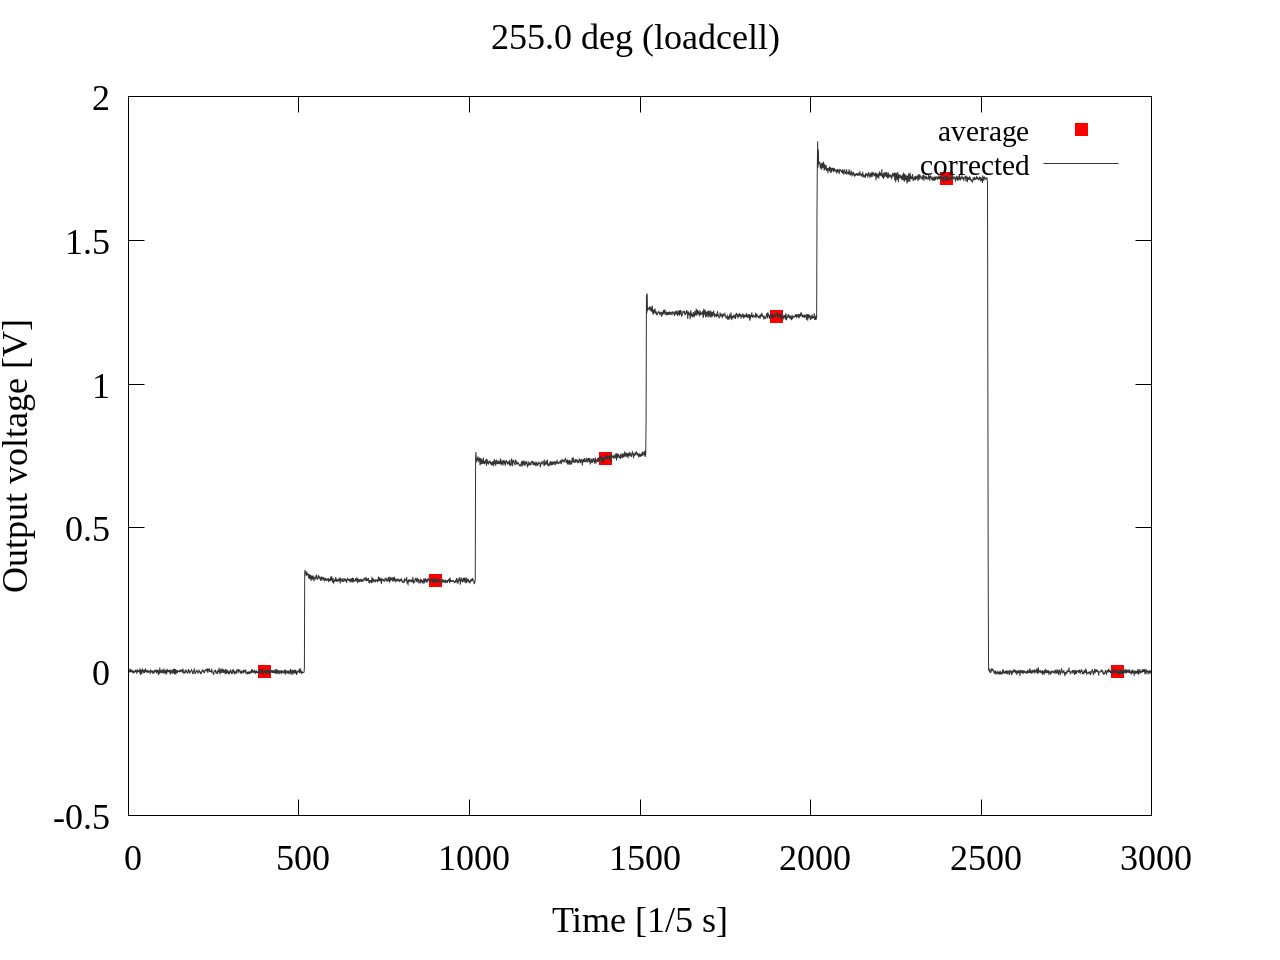 255.0 deg (loadcell)
average
corrected
2
1.5
1
0.5
0
-0.5
Output voltage [V]
0 500 1000 1500 2000 2500 3000
Time [1/5 s]